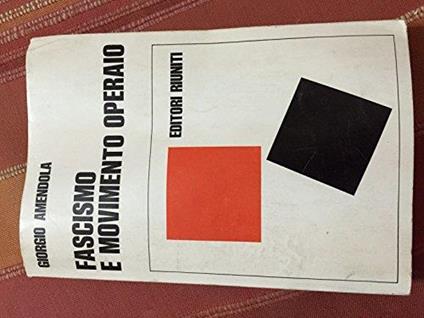 GIORGIO AMENDOLA
FASCISMO
E MOVIMENTO OPERAIO
EDITORI RIUNITI